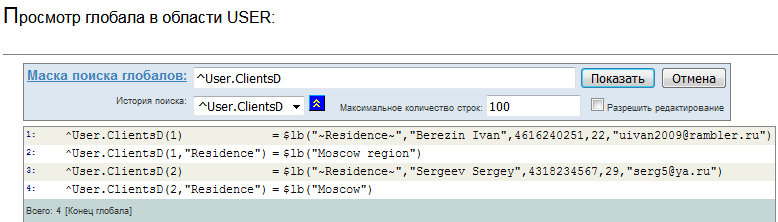 Просмотр глобала в области USER:
Маска поиска глобалов: ^User.ClientsD Показать Отмена
История поиска: ^User.ClientsD Максимальное количество строк: 100 Разрешить редактирование
1: ^User.ClientsD(1) = $lb("~Residence~","Berezin Ivan",4616240251,22,"uivan2009@rambler.ru")
2: ^User.ClientsD(1,"Residence") = $lb("Moscow region")
3: ^User.ClientsD(2) = $lb("~Residence~","Sergeev Sergey",4318234567,29,"serg5@ya.ru")
4: ^User.ClientsD(2,"Residence") = $lb("Moscow")
Всего: 4 [Конец глобала]